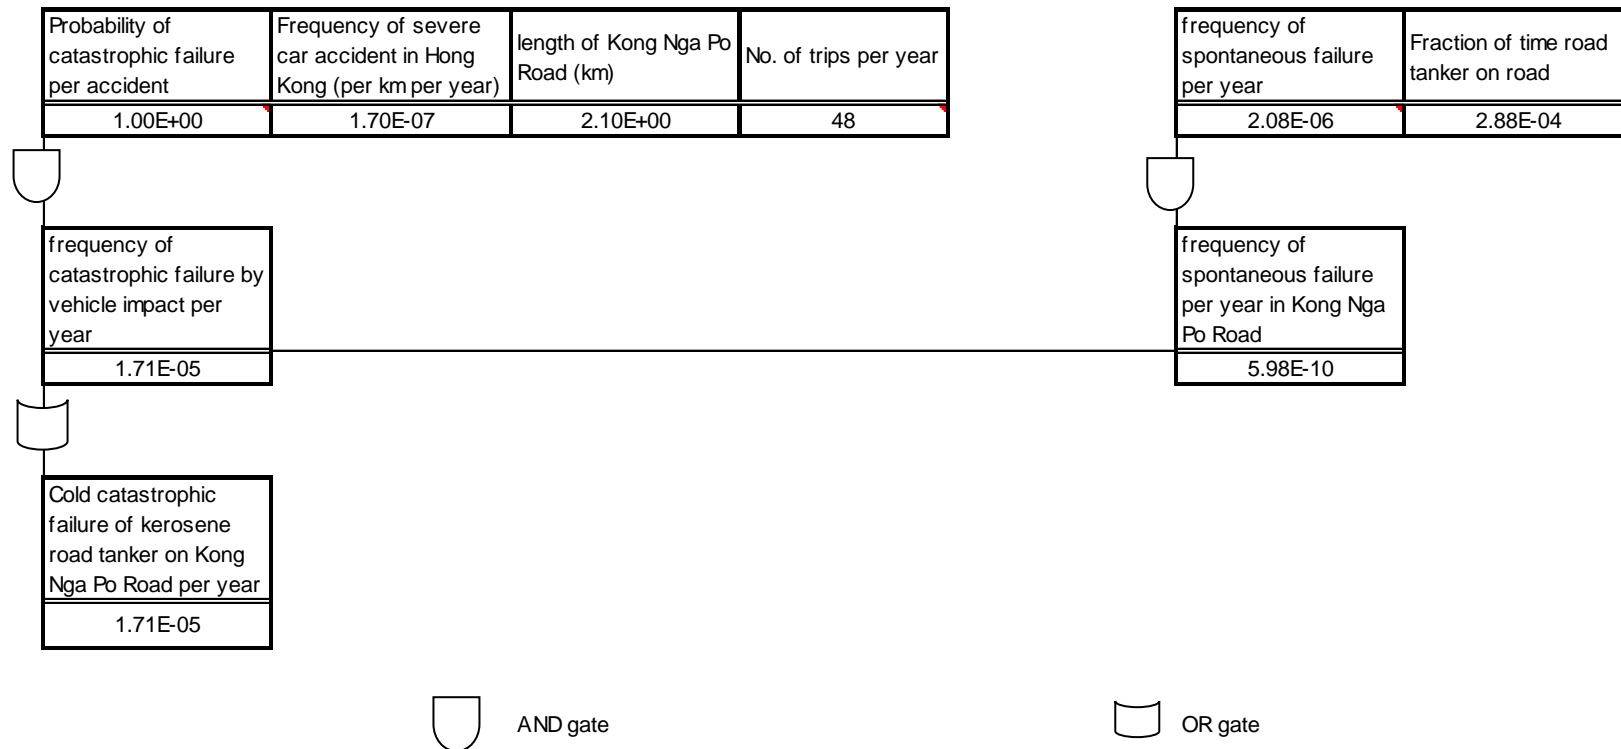 Probability of
catastrophic failure
per accident
Frequency of severe
car accident in Hong
Kong (per km per year)
length of Kong Nga Po
Road (km)
No. of trips per year
frequency of
spontaneous failure
per year
Fraction of time road
tanker on road
1.00E+00
1.70E-07
2.10E+00
48
2.08E-06
2.88E-04
frequency of
catastrophic failure by
vehicle impact per
year
1.71E-05
frequency of
spontaneous failure
per year in Kong Nga
Po Road
5.98E-10
Cold catastrophic
failure of kerosene
road tanker on Kong
Nga Po Road per year
1.71E-05
AND gate
OR gate